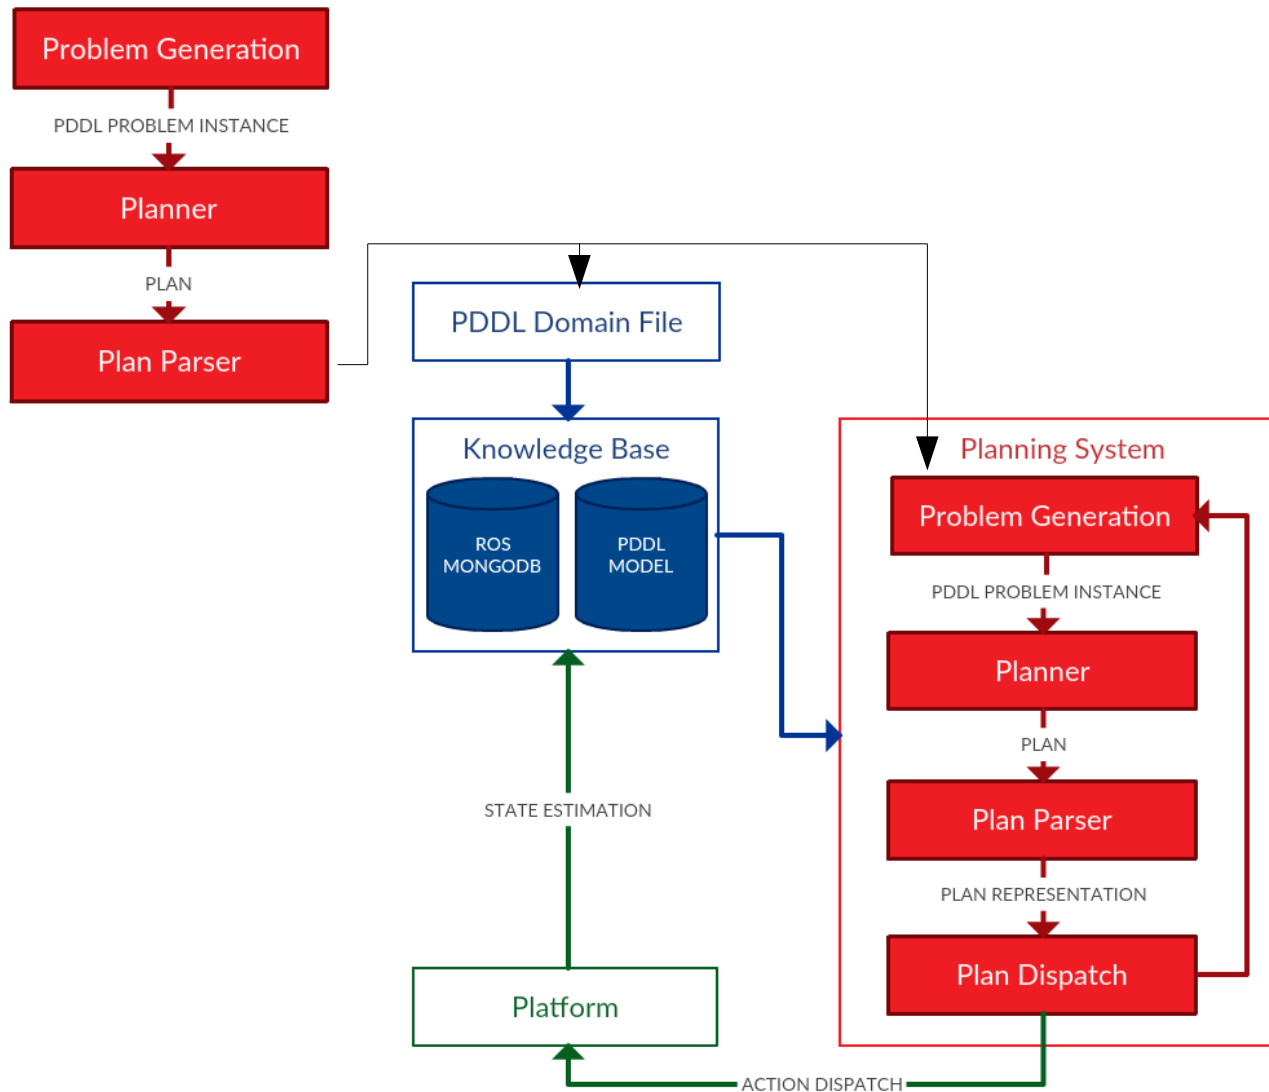 Problem Generation
PDDL PROBLEM INSTANCE
Planner
PLAN
Plan Parser
PDDL Domain File
Knowledge Base
ROS
MONGODB
PDDL
MODEL
STATE ESTIMATION
Platform
ACTION DISPATCH
Planning System
Problem Generation
PDDL PROBLEM INSTANCE
Planner
PLAN
Plan Parser
PLAN REPRESENTATION
Plan Dispatch